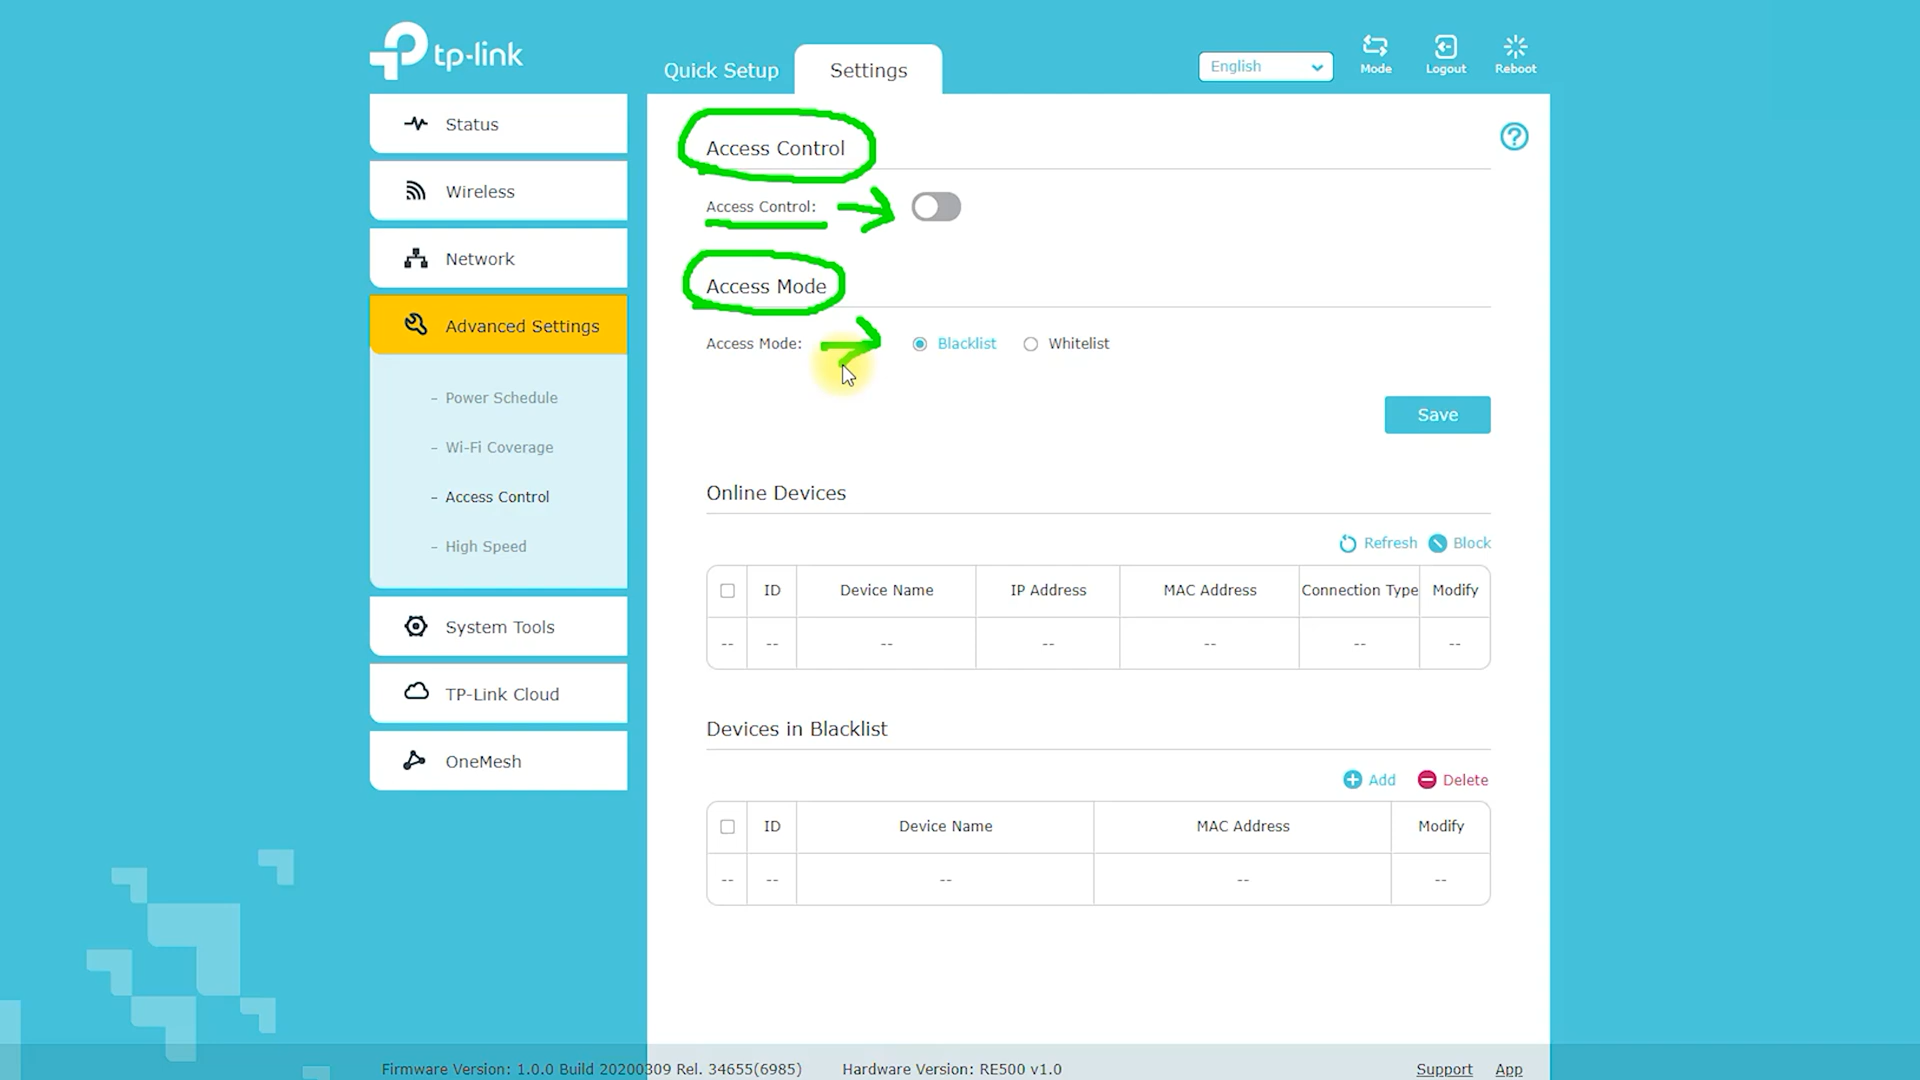 tp-link
Quick Setup
Settings
English
Mode
Logout
Reboot
Status
Wireless
Network
Advanced Settings
- Power Schedule
- Wi-Fi Coverage
- Access Control
- High Speed
System Tools
TP-Link Cloud
OneMesh
Access Control
Access Control:
Access Mode
Access Mode: Blacklist Whitelist
Save
Online Devices
Refresh Block
ID Device Name IP Address MAC Address Connection Type Modify
-- -- -- -- -- -- --
Devices in Blacklist
Add Delete
ID Device Name MAC Address Modify
-- -- -- -- --
Firmware Version: 1.0.0 Build 20200309 Rel. 34655(6985) Hardware Version: RE500 v1.0 Support App